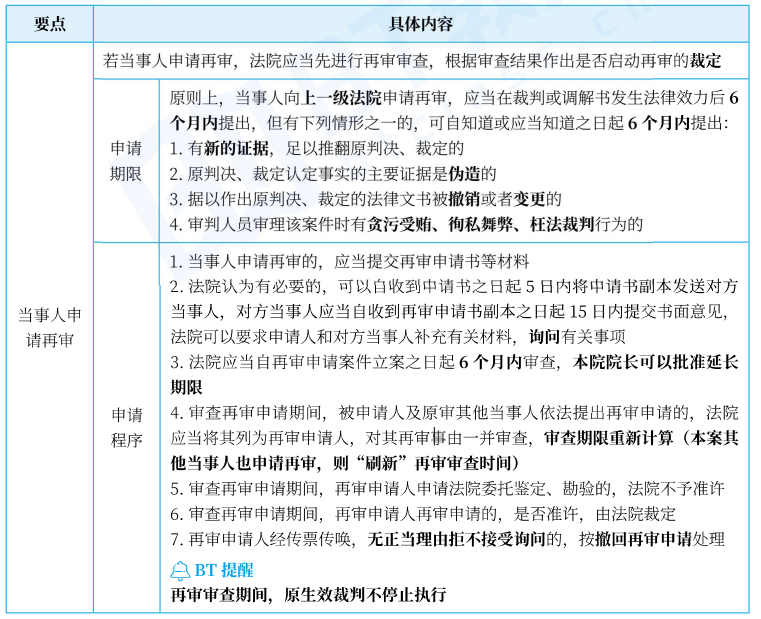 要点
具体内容
当事人申
请再审
若当事人申请再审，法院应当先进行再审审查，根据审查结果作出是否启动再审的裁定
申请
期限
原则上，当事人向上一级法院申请再审，应当在裁判或调解书发生法律效力后 6
个月内提出，但有下列情形之一的，可自知道或应当知道之日起 6 个月内提出：
1. 有新的证据，足以推翻原判决、裁定的
2. 原判决、裁定认定事实的主要证据是伪造的
3. 据以作出原判决、裁定的法律文书被撤销或者变更的
4. 审判人员审理该案件时有贪污受贿、徇私舞弊、枉法裁判行为的
申请
程序
1. 当事人申请再审的，应当提交再审申请书等材料
2. 法院认为有必要的，可以自收到申请书之日起 5 日内将申请书副本发送对方
当事人，对方当事人应当自收到再审申请书副本之日起 15 日内提交书面意见，
法院可以要求申请人和对方当事人补充有关材料，询问有关事项
3. 法院应当自再审申请案件立案之日起 6 个月内审查，本院院长可以批准延长
期限
4. 审查再审申请期间，被申请人及原审其他当事人依法提出再审申请的，法院
应当将其列为再审申请人，对其再审事由一并审查，审查期限重新计算（本案其
他当事人也申请再审，则“刷新”再审审查时间）
5. 审查再审申请期间，再审申请人申请法院委托鉴定、勘验的，法院不予准许
6. 审查再审申请期间，再审申请人再审申请的，是否准许，由法院裁定
7. 再审申请人经传票传唤，无正当理由拒不接受询问的，按撤回再审申请处理
BT 提醒
再审审查期间，原生效裁判不停止执行